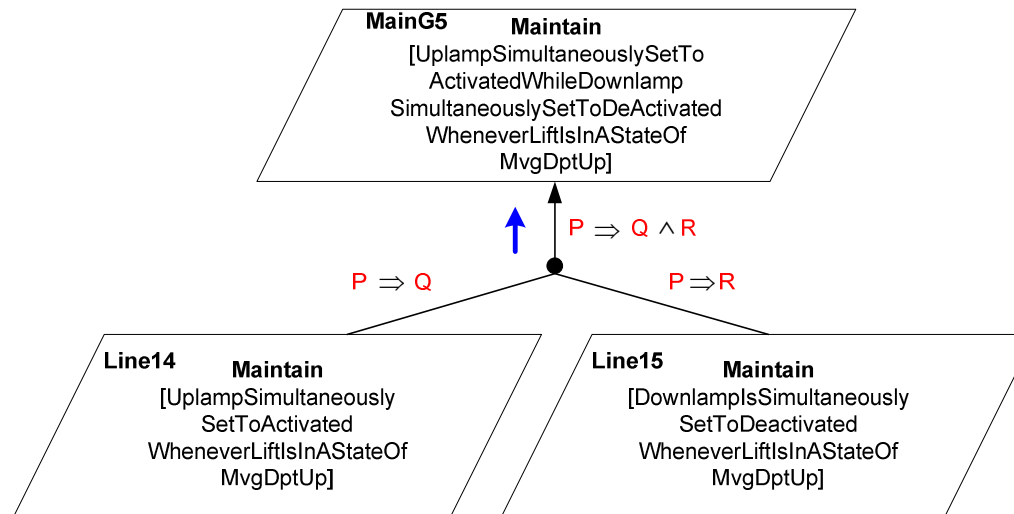 MainG5
Maintain
[UplampSimultaneouslySetTo
ActivatedWhileDownlamp
SimultaneouslySetToDeActivated
WheneverLiftIsInAStateOf
MvgDptUp]
P ⇒ Q ∧ R
P ⇒ Q
P ⇒ R
Line14
Maintain
[UplampSimultaneously
SetToActivated
WheneverLiftIsInAStateOf
MvgDptUp]
Line15
Maintain
[DownlampIsSimultaneously
SetToDeactivated
WheneverLiftIsInAStateOf
MvgDptUp]